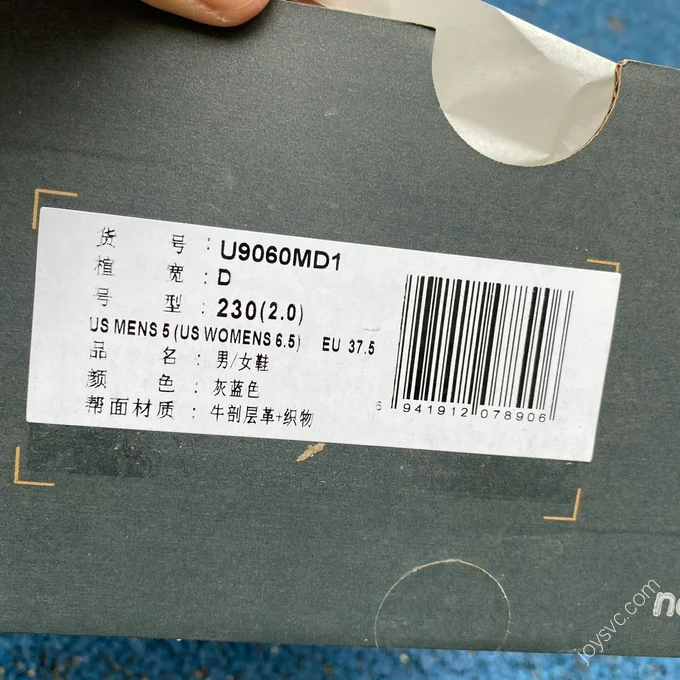 货 号 : U9060MD1
楦 宽 : D
号 型 : 230(2.0)
US MENS 5 (US WOMENS 6.5) EU 37.5
品 名 : 男/女鞋
颜 色 : 灰蓝色
帮面材质 : 牛剖层革+织物
6 941912 078906
joysvc.com